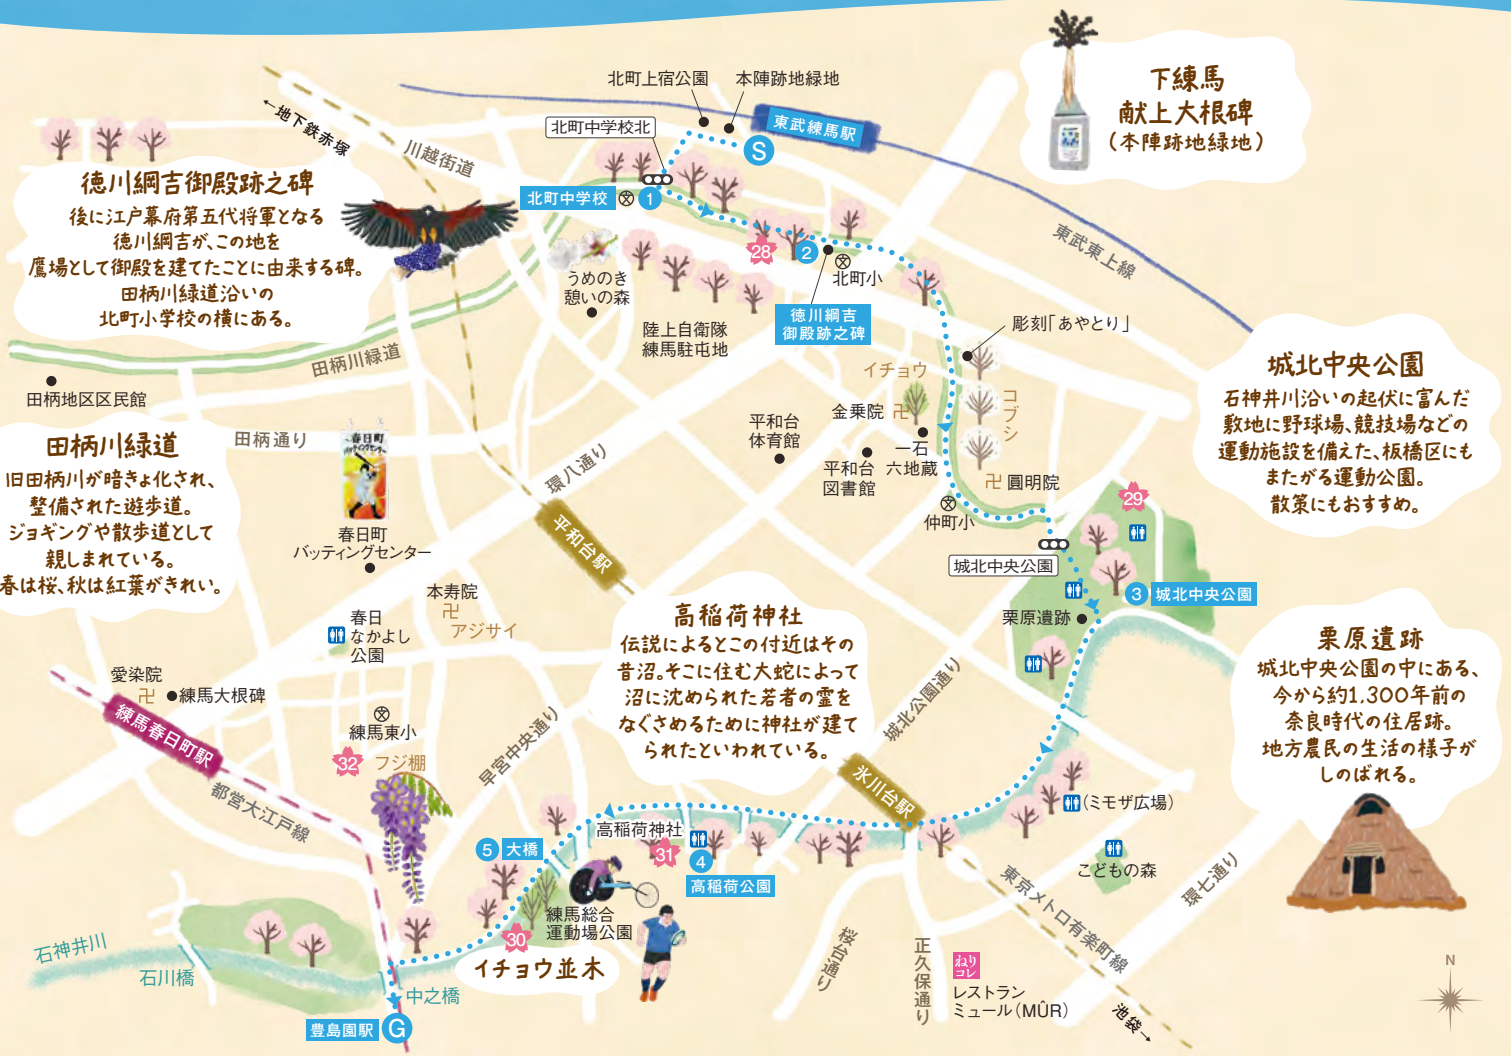 北町上宿公園
本陣跡地緑地
東武練馬駅
S
←地下鉄赤塚
川越街道
北町中学校北
北町中学校
1
下練馬
献上大根碑
(本陣跡地緑地)
徳川綱吉御殿跡之碑
後に江戸幕府第五代将軍となる
徳川綱吉が、この地を
鷹場として御殿を建てたことに由来する碑。
田柄川緑道沿いの
北町小学校の横にある。
28
2
北町小
徳川綱吉
御殿跡之碑
東武東上線
うめのき
憩いの森
陸上自衛隊
練馬駐屯地
彫刻「あやとり」
田柄川緑道
田柄地区区民館
イチョウ
コブシ
金乗院
一石
六地蔵
平和台
体育館
平和台
図書館
圓明院
仲町小
城北中央公園
石神井川沿いの起伏に富んだ
敷地に野球場、競技場などの
運動施設を備えた、板橋区にも
またがる運動公園。
散策にもおすすめ。
田柄川緑道
旧田柄川が暗きょ化され、
整備された遊歩道。
ジョギングや散歩道として
親しまれている。
春は桜、秋は紅葉がきれい。
田柄通り
春日町
バッティングセンター
春日町
バッティングセンター
環八通り
平和台駅
29
城北中央公園
3
城北中央公園
栗原遺跡
本寿院
アジサイ
春日
なかよし
公園
高稲荷神社
伝説によるとこの付近はその
昔沼。そこに住む大蛇によって
沼に沈められた若者の霊を
なぐさめるために神社が建て
られたといわれている。
栗原遺跡
城北中央公園の中にある、
今から約1,300年前の
奈良時代の住居跡。
地方農民の生活の様子が
しのばれる。
愛染院
練馬大根碑
練馬春日町駅
練馬東小
32
フジ棚
都営大江戸線
早宮中央通り
城北公園通り
氷川台駅
(ミモザ広場)
こどもの森
環七通り
東京メトロ有楽町線
高稲荷神社
31
4
高稲荷公園
5
大橋
練馬総合
運動場公園
30
イチョウ並木
石神井川
石川橋
中之橋
豊島園駅
G
桜台通り
正久保通り
ねり
コレ
レストラン
ミュール(MÛR)
池袋→
N